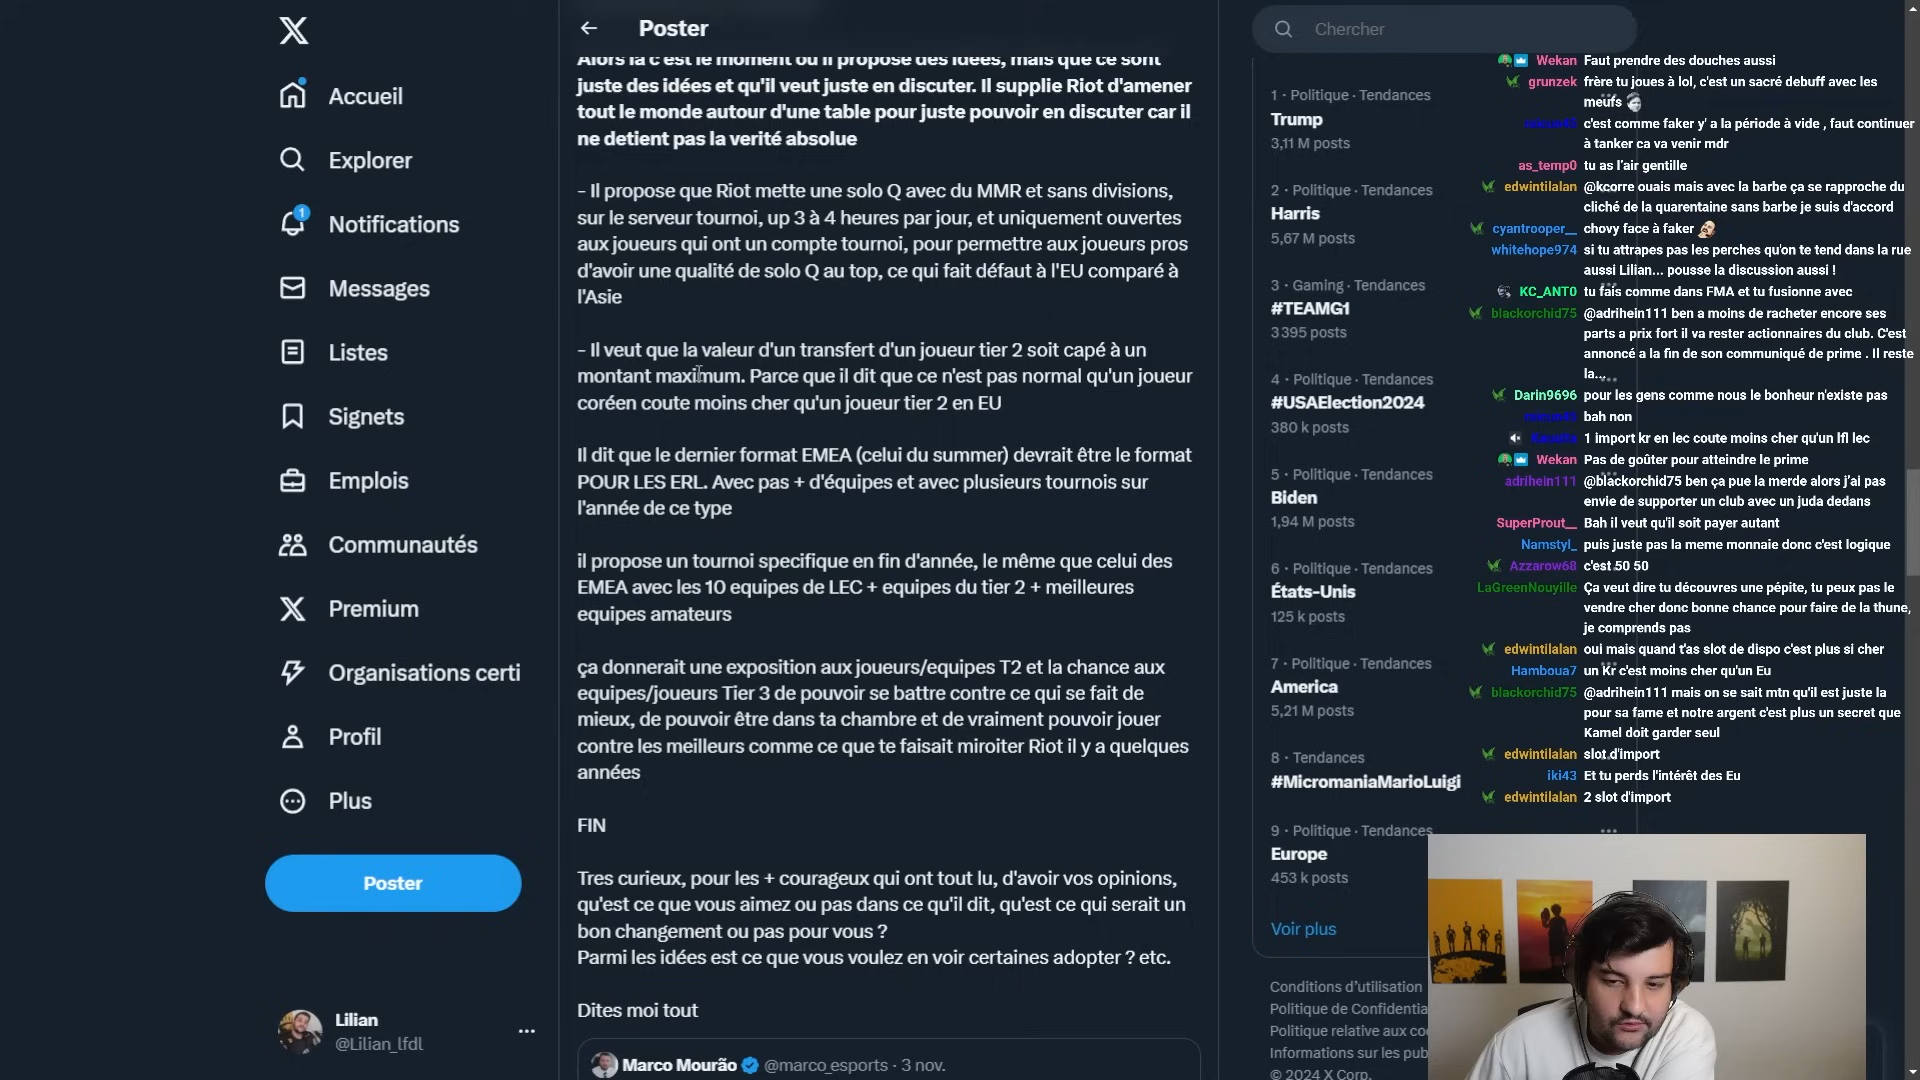 Accueil
Explorer
1
Notifications
Messages
Listes
Signets
Emplois
Communautés
Premium
Organisations certi
Profil
Plus
Poster
Lilian
@Lilian_lfdl
Poster
Alors là c'est le moment où il propose des idées, mais que ce sont
juste des idées et qu'il veut juste en discuter. Il supplie Riot d'amener
tout le monde autour d'une table pour juste pouvoir en discuter car il
ne detient pas la verité absolue
- Il propose que Riot mette une solo Q avec du MMR et sans divisions,
sur le serveur tournoi, up 3 à 4 heures par jour, et uniquement ouvertes
aux joueurs qui ont un compte tournoi, pour permettre aux joueurs pros
d'avoir une qualité de solo Q au top, ce qui fait défaut à l'EU comparé à
l'Asie
- Il veut que la valeur d'un transfert d'un joueur tier 2 soit capé à un
montant maximum. Parce que il dit que ce n'est pas normal qu'un joueur
coréen coute moins cher qu'un joueur tier 2 en EU
Il dit que le dernier format EMEA (celui du summer) devrait être le format
POUR LES ERL. Avec pas + d'équipes et avec plusieurs tournois sur
l'année de ce type
il propose un tournoi specifique en fin d'année, le même que celui des
EMEA avec les 10 equipes de LEC + equipes du tier 2 + meilleures
equipes amateurs
ça donnerait une exposition aux joueurs/equipes T2 et la chance aux
equipes/joueurs Tier 3 de pouvoir se battre contre ce qui se fait de
mieux, de pouvoir être dans ta chambre et de vraiment pouvoir jouer
contre les meilleurs comme ce que te faisait miroiter Riot il y a quelques
années
FIN
Tres curieux, pour les + courageux qui ont tout lu, d'avoir vos opinions,
qu'est ce que vous aimez ou pas dans ce qu'il dit, qu'est ce qui serait un
bon changement ou pas pour vous ?
Parmi les idées est ce que vous voulez en voir certaines adopter ? etc.
Dites moi tout
Marco Mourão @marco_esports · 3 nov.
Chercher
1 · Politique · Tendances
Trump
3,11 M posts
2 · Politique · Tendances
Harris
5,67 M posts
3 · Gaming · Tendances
#TEAMG1
3 395 posts
4 · Politique · Tendances
#USAElection2024
380 k posts
5 · Politique · Tendances
Biden
1,94 M posts
6 · Politique · Tendances
États-Unis
125 k posts
7 · Politique · Tendances
America
5,21 M posts
8 · Tendances
#MicromaniaMarioLuigi
9 · Politique · Tendances
Europe
453 k posts
Voir plus
Conditions d'utilisation
Politique de Confidentia
Politique relative aux co
Informations sur les pub
© 2024 X Corp.
Wekan Faut prendre des douches aussi
grunzek frère tu joues à lol, c'est un sacré debuff avec les
meufs
c'est comme faker y' a la période à vide , faut continuer
à tanker ca va venir mdr
as_temp0 tu as l'air gentille
edwintilalan @kcorre ouais mais avec la barbe ça se rapproche du
cliché de la quarentaine sans barbe je suis d'accord
cyantrooper__ chovy face à faker
whitehope974 si tu attrapes pas les perches qu'on te tend dans la rue
aussi Lilian... pousse la discussion aussi !
KC_ANT0 tu fais comme dans FMA et tu fusionne avec
blackorchid75 @adrihein111 ben a moins de racheter encore ses
parts a prix fort il va rester actionnaires du club. C'est
annoncé a la fin de son communiqué de prime . Il reste
la...
Darin9696 pour les gens comme nous le bonheur n'existe pas
bah non
1 import kr en lec coute moins cher qu'un lfl lec
Wekan Pas de goûter pour atteindre le prime
adrihein111 @blackorchid75 ben ça pue la merde alors j'ai pas
envie de supporter un club avec un juda dedans
SuperProut__ Bah il veut qu'il soit payer autant
Namstyl_ puis juste pas la meme monnaie donc c'est logique
Azzarow68 c'est 50 50
LaGreenNouyille Ça veut dire tu découvres une pépite, tu peux pas le
vendre cher donc bonne chance pour faire de la thune,
je comprends pas
edwintilalan oui mais quand t'as slot de dispo c'est plus si cher
Hamboua7 un Kr c'est moins cher qu'un Eu
blackorchid75 @adrihein111 mais on se sait mtn qu'il est juste la
pour sa fame et notre argent c'est plus un secret que
Kamel doit garder seul
edwintilalan slot d'import
iki43 Et tu perds l'intérêt des Eu
edwintilalan 2 slot d'import